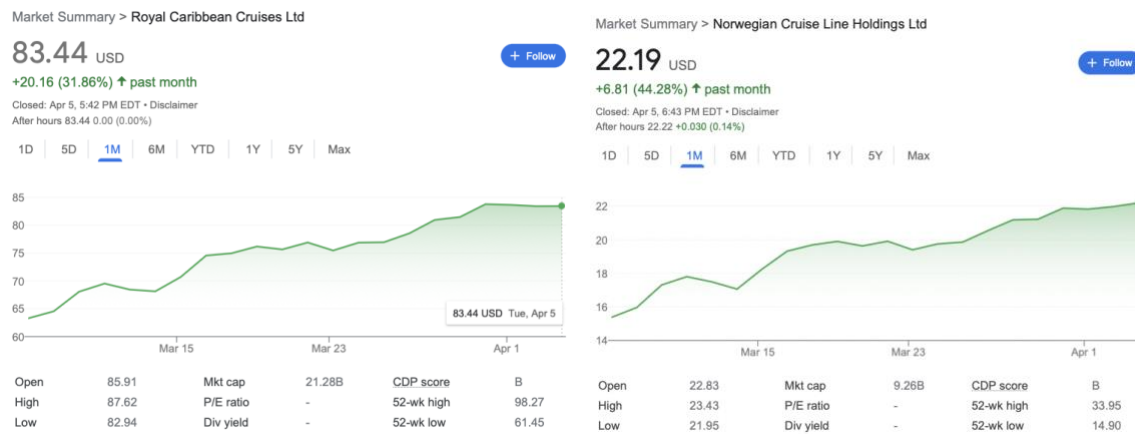 Market Summary > Royal Caribbean Cruises Ltd
83.44 USD
+ Follow
+20.16 (31.86%) ↑ past month
Closed: Apr 5, 5:42 PM EDT • Disclaimer
After hours 83.44 0.00 (0.00%)
1D 5D 1M 6M YTD 1Y 5Y Max
85
80
75
70
65
60
83.44 USD Tue, Apr 5
Mar 15 Mar 23 Apr 1
Open 85.91 Mkt cap 21.28B CDP score B
High 87.62 P/E ratio - 52-wk high 98.27
Low 82.94 Div yield - 52-wk low 61.45
Market Summary > Norwegian Cruise Line Holdings Ltd
22.19 USD
+ Follow
+6.81 (44.28%) ↑ past month
Closed: Apr 5, 6:43 PM EDT • Disclaimer
After hours 22.22 +0.030 (0.14%)
1D 5D 1M 6M YTD 1Y 5Y Max
22
20
18
16
14
Mar 15 Mar 23 Apr 1
Open 22.83 Mkt cap 9.26B CDP score B
High 23.43 P/E ratio - 52-wk high 33.95
Low 21.95 Div yield - 52-wk low 14.90